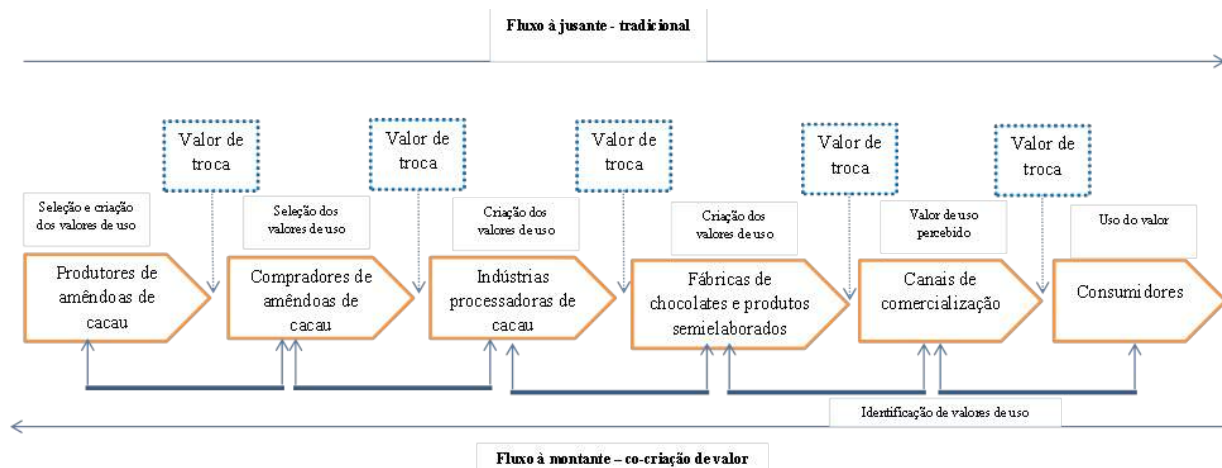 Fluxo à jusante - tradicional
Valor de
troca
Valor de
troca
Valor de
troca
Valor de
troca
Valor de
troca
Seleção e criação
dos valores de uso
Seleção dos
valores de uso
Criação dos
valores de uso
Criação dos
valores de uso
Valor de uso
percebido
Uso do valor
Produtores de
amêndoas de
cacau
Compradores de
amêndoas de
cacau
Indústrias
processadoras de
cacau
Fábricas de
chocolates e produtos
semielaborados
Canais de
comercialização
Consumidores
Identificação de valores de uso
Fluxo à montante – co-criação de valor